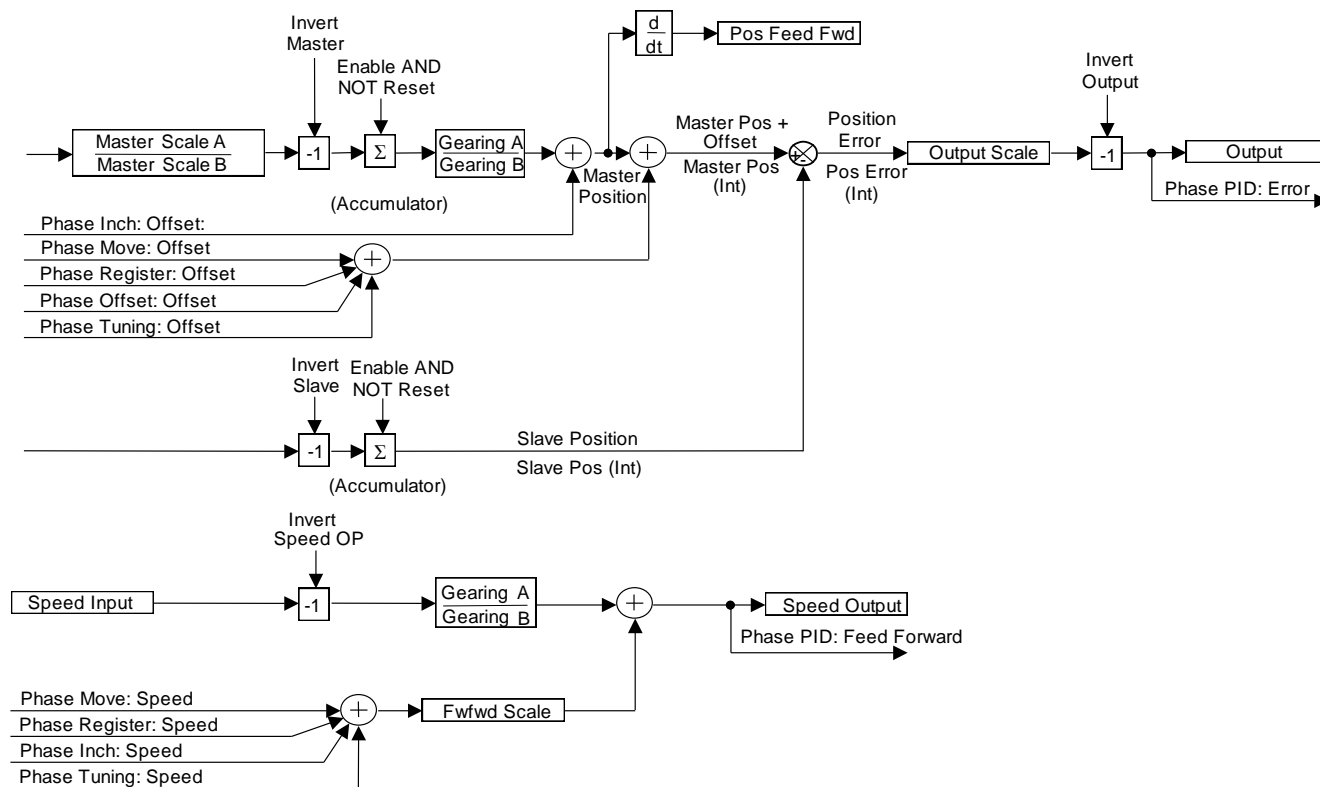 Invert
Master
d
dt
Pos Feed Fwd
Enable AND
NOT Reset
Invert
Output
Master Scale A
Master Scale B
-1
Σ
Gearing A
Gearing B
+
+
Master
Position
Master Pos +
Offset
Master Pos
(Int)
+
-
Position
Error
Pos Error
(Int)
Output Scale
-1
Output
Phase PID: Error
(Accumulator)
Phase Inch: Offset:
Phase Move: Offset
Phase Register: Offset
Phase Offset: Offset
Phase Tuning: Offset
+
Invert
Slave
Enable AND
NOT Reset
-1
Σ
Slave Position
Slave Pos (Int)
(Accumulator)
Invert
Speed OP
Speed Input
-1
Gearing A
Gearing B
+
Speed Output
Phase PID: Feed Forward
Phase Move: Speed
Phase Register: Speed
Phase Inch: Speed
Phase Tuning: Speed
+
Fwfwd Scale